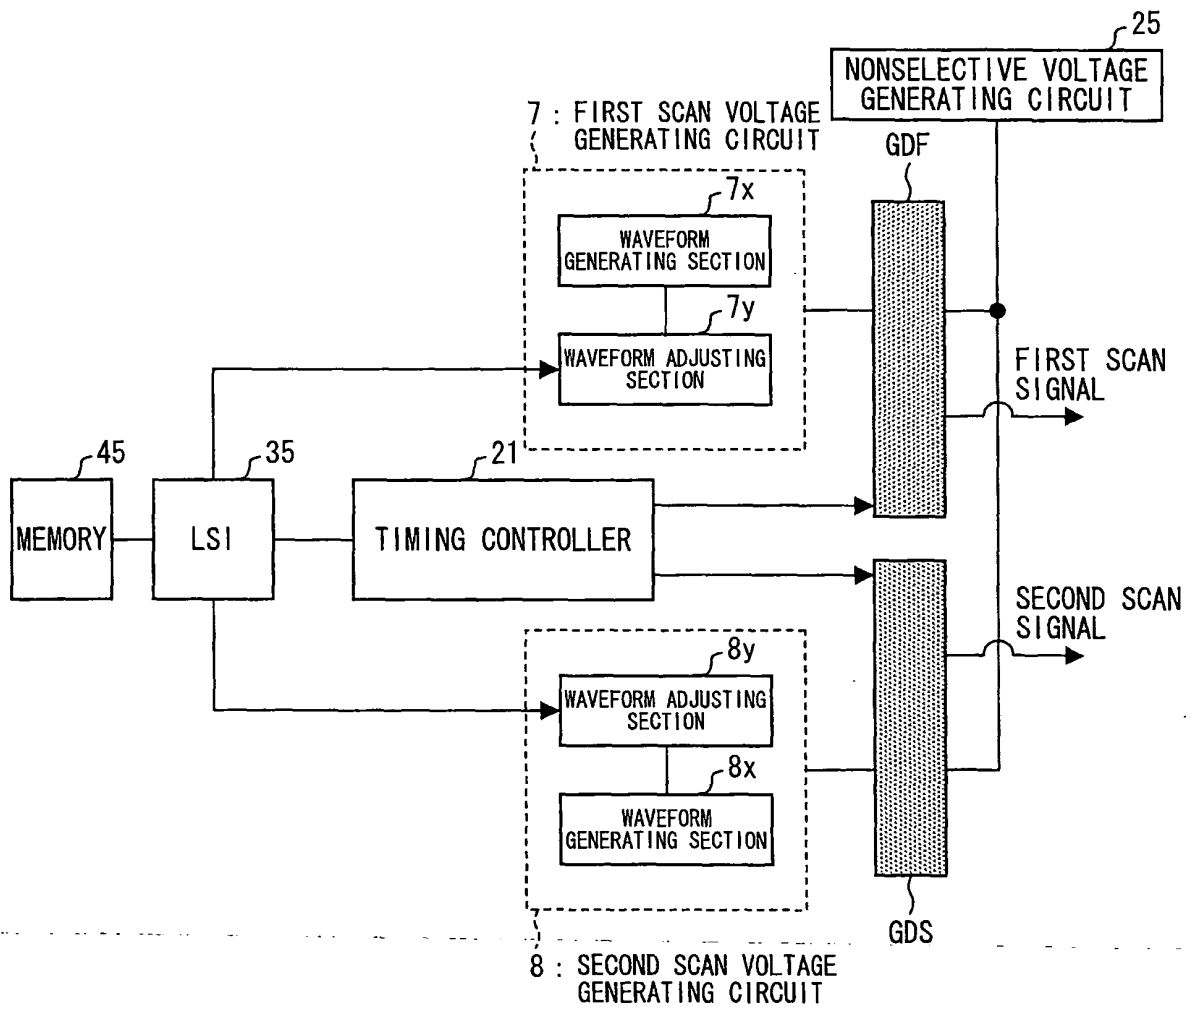 25
NONSELECTIVE VOLTAGE
GENERATING CIRCUIT
7 : FIRST SCAN VOLTAGE
GENERATING CIRCUIT
GDF
7x
WAVEFORM
GENERATING SECTION
7y
WAVEFORM ADJUSTING
SECTION
FIRST SCAN
SIGNAL
45
35
21
MEMORY
LSI
TIMING CONTROLLER
SECOND SCAN
SIGNAL
8y
WAVEFORM ADJUSTING
SECTION
8x
WAVEFORM
GENERATING SECTION
GDS
8 : SECOND SCAN VOLTAGE
GENERATING CIRCUIT